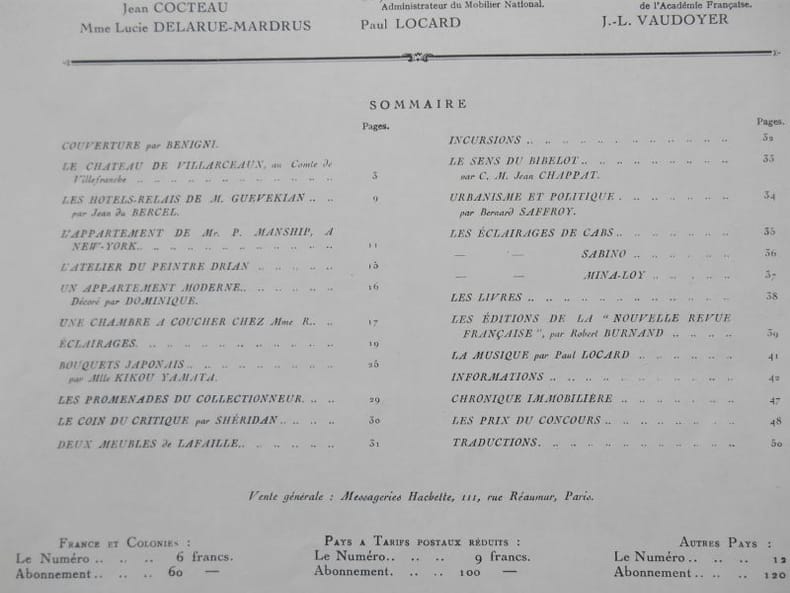 Jean COCTEAU
Mme Lucie DELARUE-MARDRUS
Administrateur du Mobilier National.
Paul LOCARD
de l'Académie Française.
J.-L. VAUDOYER
SOMMAIRE
Pages.
COUVERTURE par BENIGNI.
LE CHATEAU DE VILLARCEAUX, au Comte de
Villefranche .. .. .. .. .. .. .. .. .. .. 3
LES HOTELS-RELAIS DE M. GUEVEKIAN .. .. 9
par Jean du BERCEL.
L'APPARTEMENT DE Mr. P. MANSHIP, A
NEW-YORK.. .. .. .. .. .. .. .. .. .. 11
L'ATELIER DU PEINTRE DRIAN .. .. .. .. .. 15
UN APPARTEMENT MODERNE.. .. .. .. .. .. 16
Décoré par DOMINIQUE.
UNE CHAMBRE A COUCHER CHEZ Mme R.. .. 17
ÉCLAIRAGES. .. .. .. .. .. .. .. .. .. 19
BOUQUETS JAPONAIS .. .. .. .. .. .. .. .. 25
par Mlle KIKOU YAMATA.
LES PROMENADES DU COLLECTIONNEUR. .. .. 29
LE COIN DU CRITIQUE par SHÉRIDAN .. .. .. .. 30
DEUX MEUBLES de LAFAILLE.. .. .. .. .. .. 31
Pages.
INCURSIONS .. .. .. .. .. .. .. .. .. .. 32
LE SENS DU BIBELOT .. .. .. .. .. .. .. .. 33
par C. M. Jean CHAPPAT.
URBANISME ET POLITIQUE . .. .. .. .. .. .. 34
par Bernard SAFFROY.
LES ÉCLAIRAGES DE CABS .. .. .. .. .. .. .. 35
— — SABINO .. .. .. .. .. 36
— — MINA-LOY .. .. .. .. 37
LES LIVRES .. .. .. .. .. .. .. .. .. .. 38
LES ÉDITIONS DE LA " NOUVELLE REVUE
FRANÇAISE ", par Robert BURNAND .. .. .. .. 39
LA MUSIQUE par Paul LOCARD .. .. .. .. .. 41
INFORMATIONS .. .. .. .. .. .. .. .. .. 42
CHRONIQUE IMMOBILIÈRE .. .. .. .. .. .. 47
LES PRIX DU CONCOURS .. .. .. .. .. .. .. 48
TRADUCTIONS. .. .. .. .. .. .. .. .. .. 50
Vente générale : Messageries Hachette, 111, rue Réaumur, Paris.
FRANCE ET COLONIES :
Le Numéro .. .. .. 6 francs.
Abonnement .. .. .. 60 —
PAYS A TARIFS POSTAUX RÉDUITS :
Le Numéro.. .. .. 9 francs.
Abonnement. .. .. 100 —
AUTRES PAYS :
Le Numéro .. .. .. 12
Abonnement .. .. .. 120